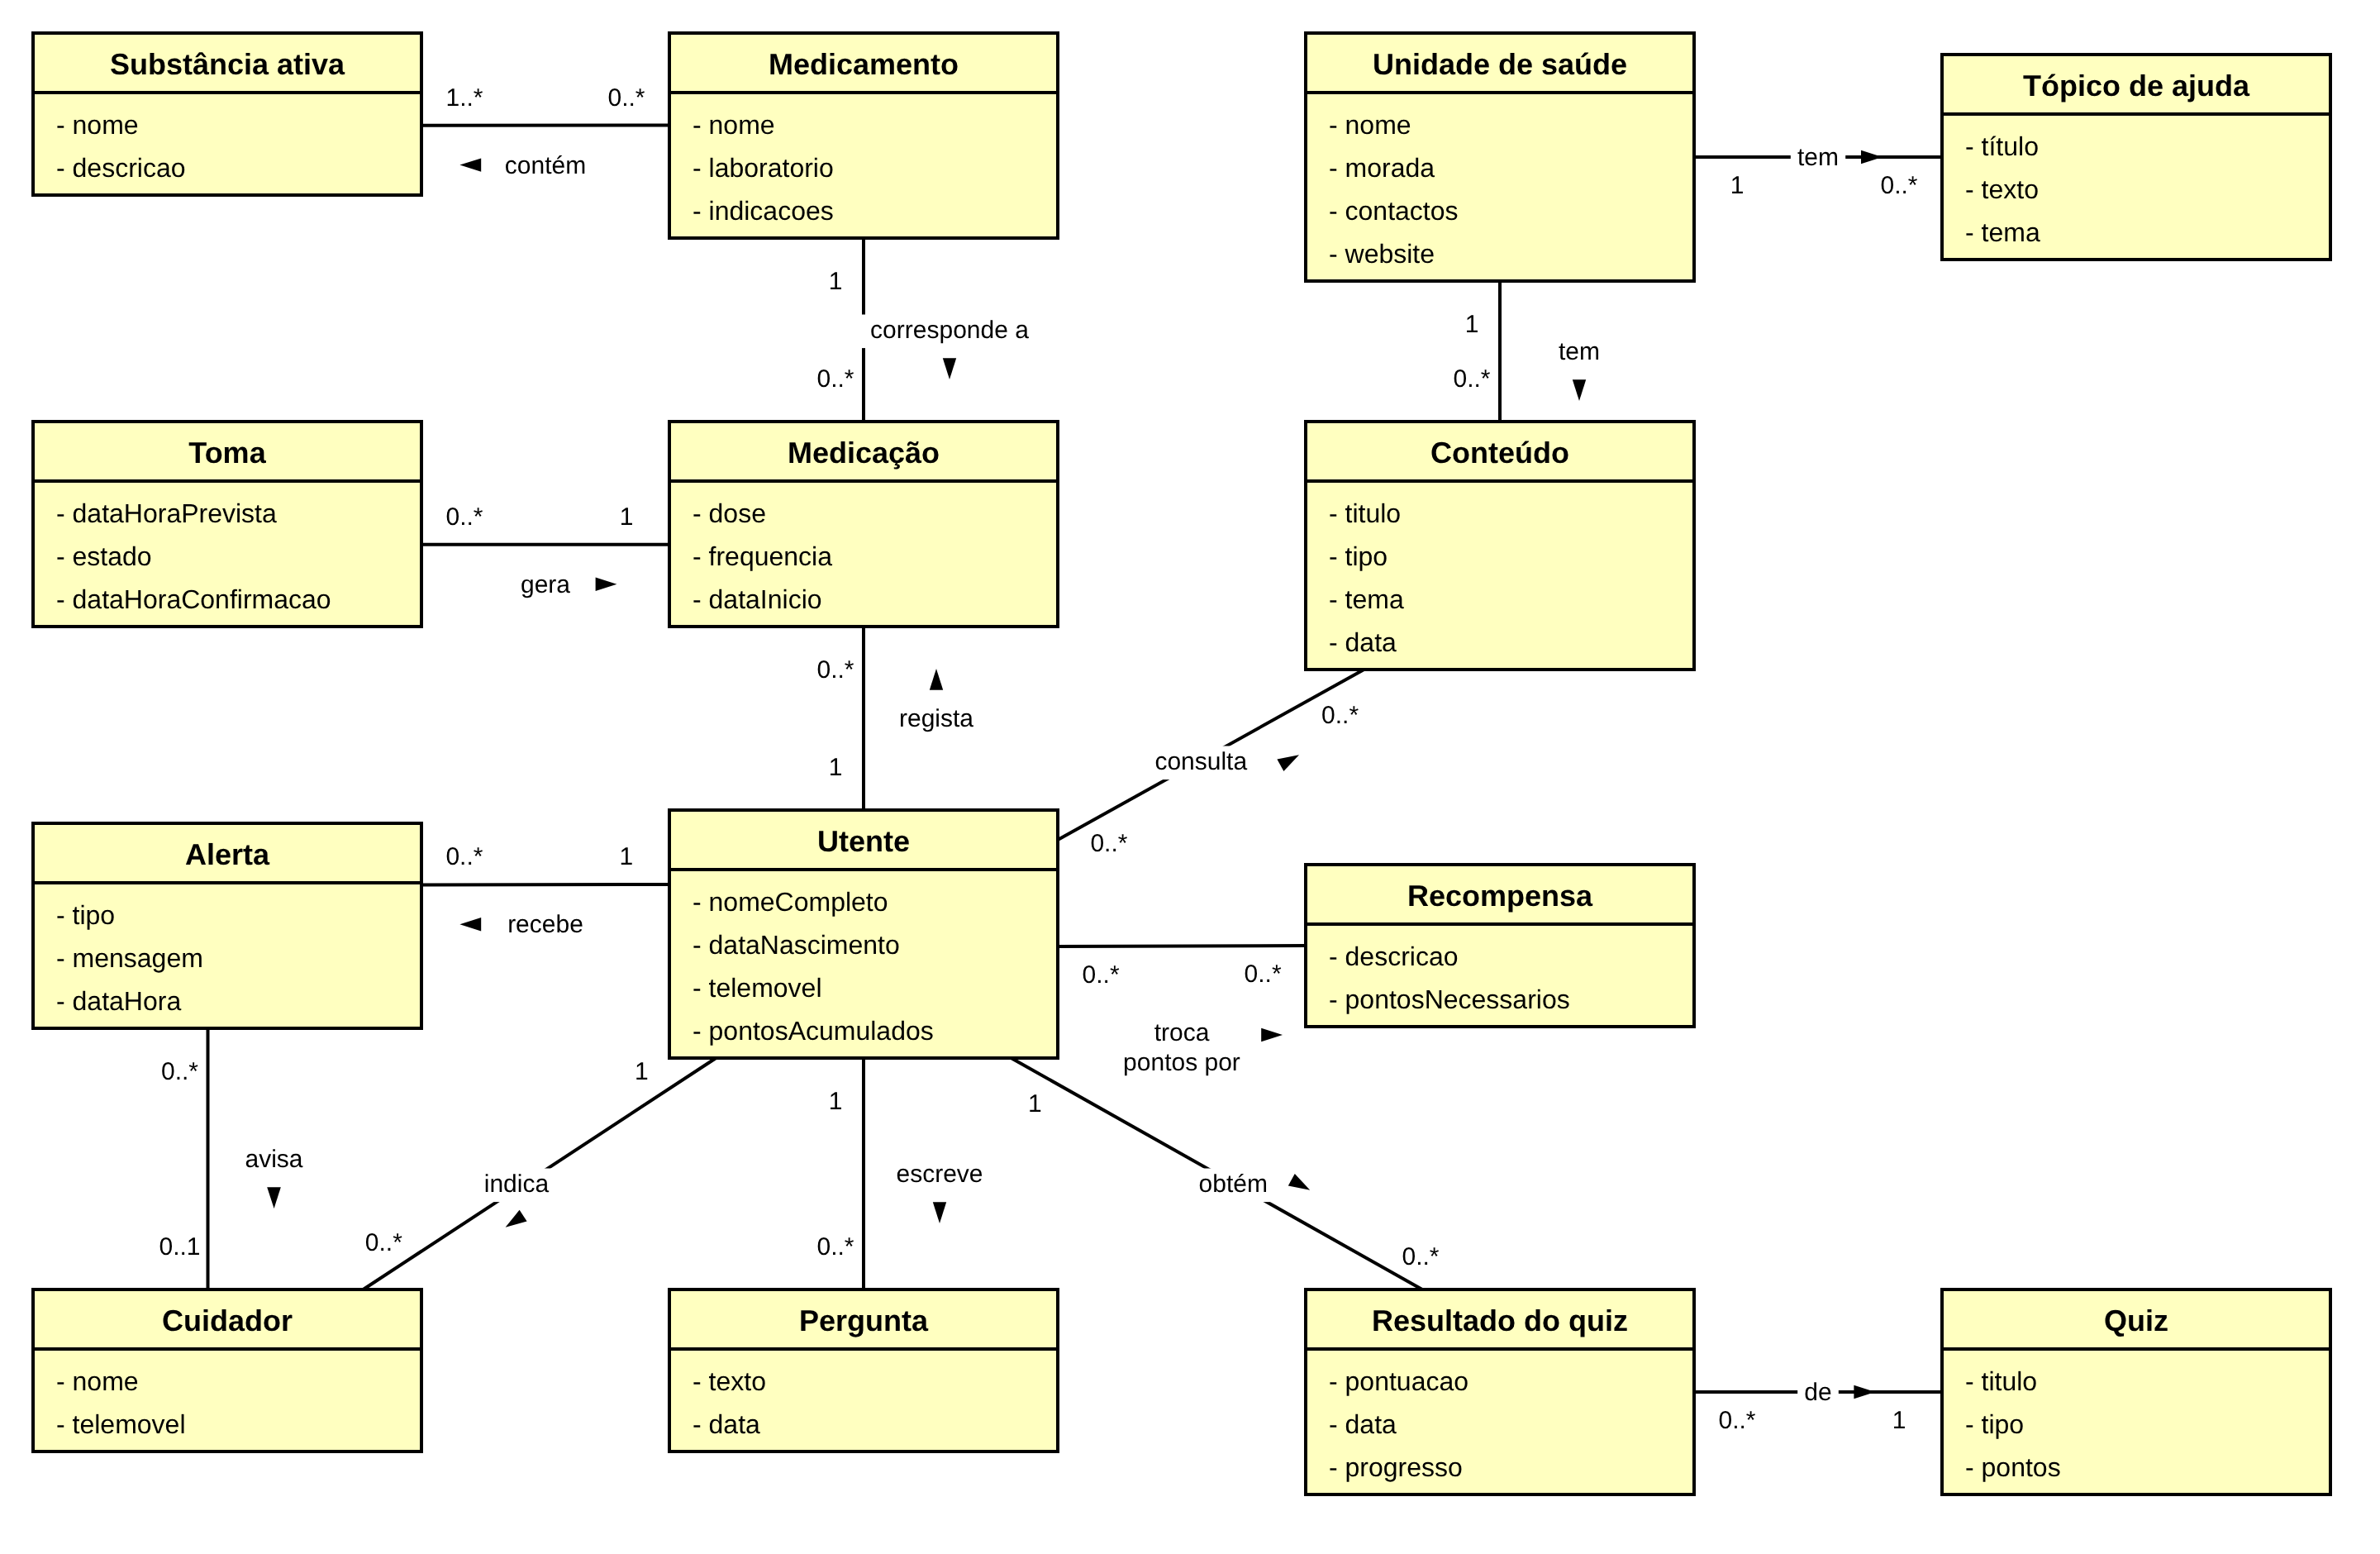 Substância ativa
- nome
- descricao
1..*
0..*
contém
Medicamento
- nome
- laboratorio
- indicacoes
Unidade de saúde
- nome
- morada
- contactos
- website
tem
1
0..*
Tópico de ajuda
- título
- texto
- tema
1
corresponde a
0..*
1
tem
0..*
Toma
- dataHoraPrevista
- estado
- dataHoraConfirmacao
0..*
1
gera
Medicação
- dose
- frequencia
- dataInicio
Conteúdo
- titulo
- tipo
- tema
- data
0..*
regista
1
0..*
consulta
0..*
Alerta
- tipo
- mensagem
- dataHora
0..*
1
recebe
Utente
- nomeCompleto
- dataNascimento
- telemovel
- pontosAcumulados
Recompensa
- descricao
- pontosNecessarios
0..*
0..*
troca
pontos por
0..*
avisa
0..1
1
indica
0..*
1
escreve
0..*
1
obtém
0..*
Cuidador
- nome
- telemovel
Pergunta
- texto
- data
Resultado do quiz
- pontuacao
- data
- progresso
de
0..*
1
Quiz
- titulo
- tipo
- pontos